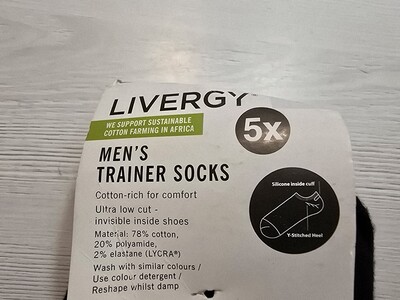 LIVERGY
WE SUPPORT SUSTAINABLE
COTTON FARMING IN AFRICA
5x
MEN'S
TRAINER SOCKS
Cotton-rich for comfort
Ultra low cut -
invisible inside shoes
Material: 78% cotton,
20% polyamide,
2% elastane (LYCRA®)
Wash with similar colours /
Use colour detergent /
Reshape whilst damp
Silicone inside cuff
Y-Stitched Heel